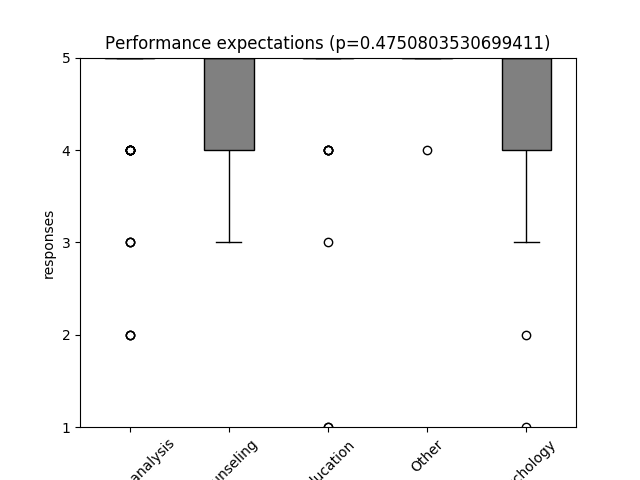 Performance expectations (p=0.4750803530699411)
5
4
3
2
1
responses
analysis
unseling
lucation
Other
chology